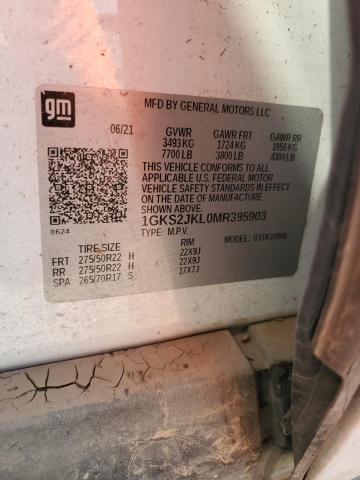 gm
MFD BY GENERAL MOTORS LLC
06/21 GVWR GAWR FRT GAWR RR
3493 KG 1724 KG 1950 KG
7700 LB 3800 LB 4300 LB
THIS VEHICLE CONFORMS TO ALL
APPLICABLE U.S. FEDERAL MOTOR
VEHICLE SAFETY STANDARDS IN EFFECT
ON THE DATE OF MANUFACTURE
SHOWN ABOVE.
1GKS2JKL0MR395903
8624 TYPE: M.P.V. MODEL: 03TK10906
TIRE SIZE RIM
FRT 275/50R22 H 22X9J
RR 275/50R22 H 22X9J
SPA 265/70R17 S 17X7J